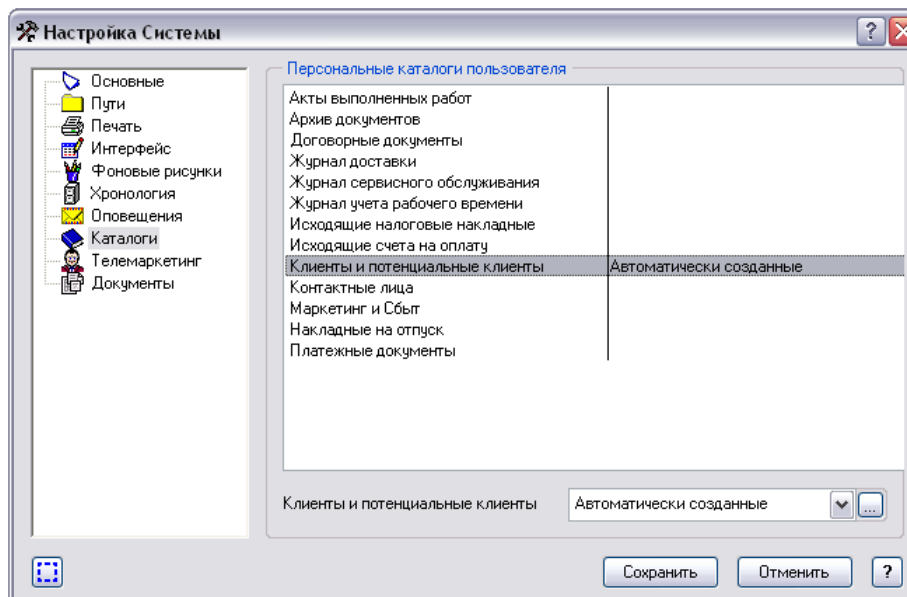 Настройка Системы
Основные
Пути
Печать
Интерфейс
Фоновые рисунки
Хронология
Оповещения
Каталоги
Телемаркетинг
Документы
Персональные каталоги пользователя
Акты выполненных работ
Архив документов
Договорные документы
Журнал доставки
Журнал сервисного обслуживания
Журнал учета рабочего времени
Исходящие налоговые накладные
Исходящие счета на оплату
Клиенты и потенциальные клиенты Автоматически созданные
Контактные лица
Маркетинг и Сбыт
Накладные на отпуск
Платежные документы
Клиенты и потенциальные клиенты Автоматически созданные ...
Сохранить Отменить ?